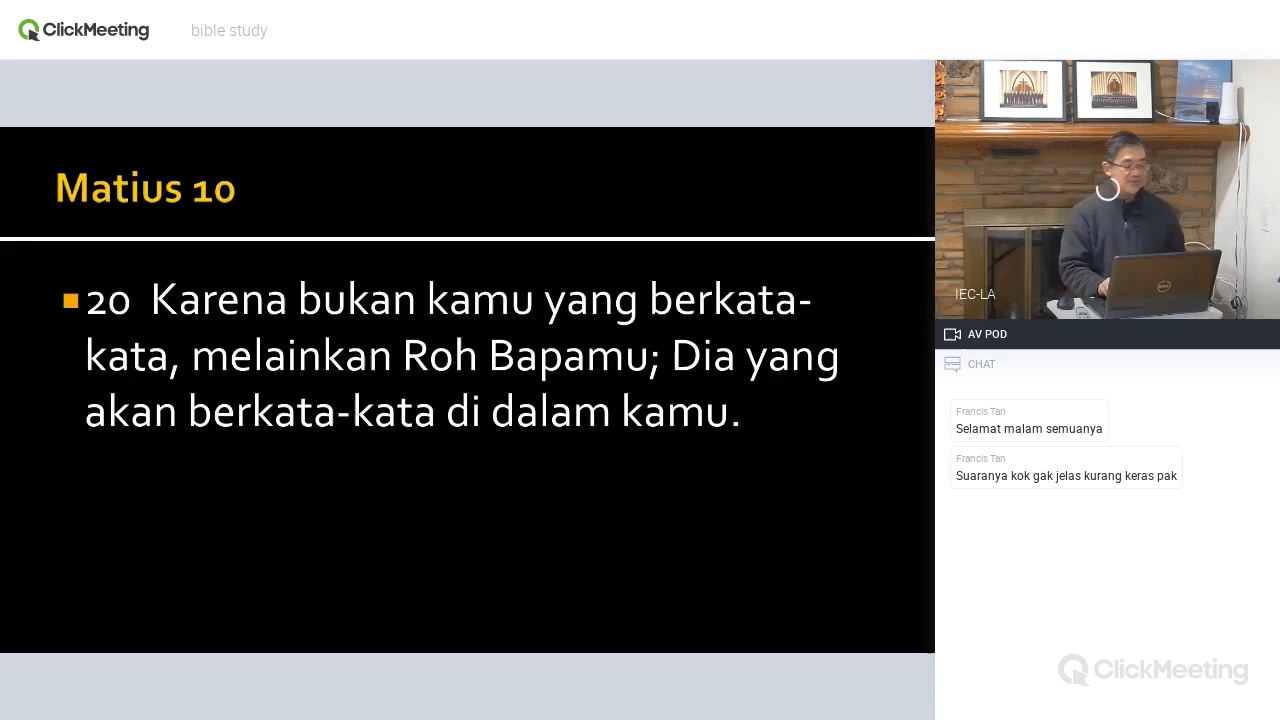 ClickMeeting
bible study
Matius 10
20 Karena bukan kamu yang berkata-
kata, melainkan Roh Bapamu; Dia yang
akan berkata-kata di dalam kamu.
IEC-LA
AV POD
CHAT
Francis Tan
Selamat malam semuanya
Francis Tan
Suaranya kok gak jelas kurang keras pak
ClickMeeting